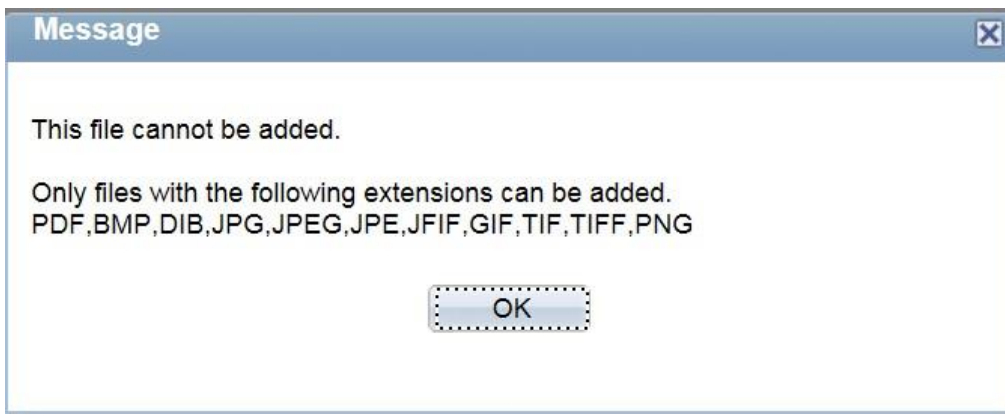 Message
This file cannot be added.
Only files with the following extensions can be added.
PDF,BMP,DIB,JPG,JPEG,JPE,JFIF,GIF,TIF,TIFF,PNG
OK